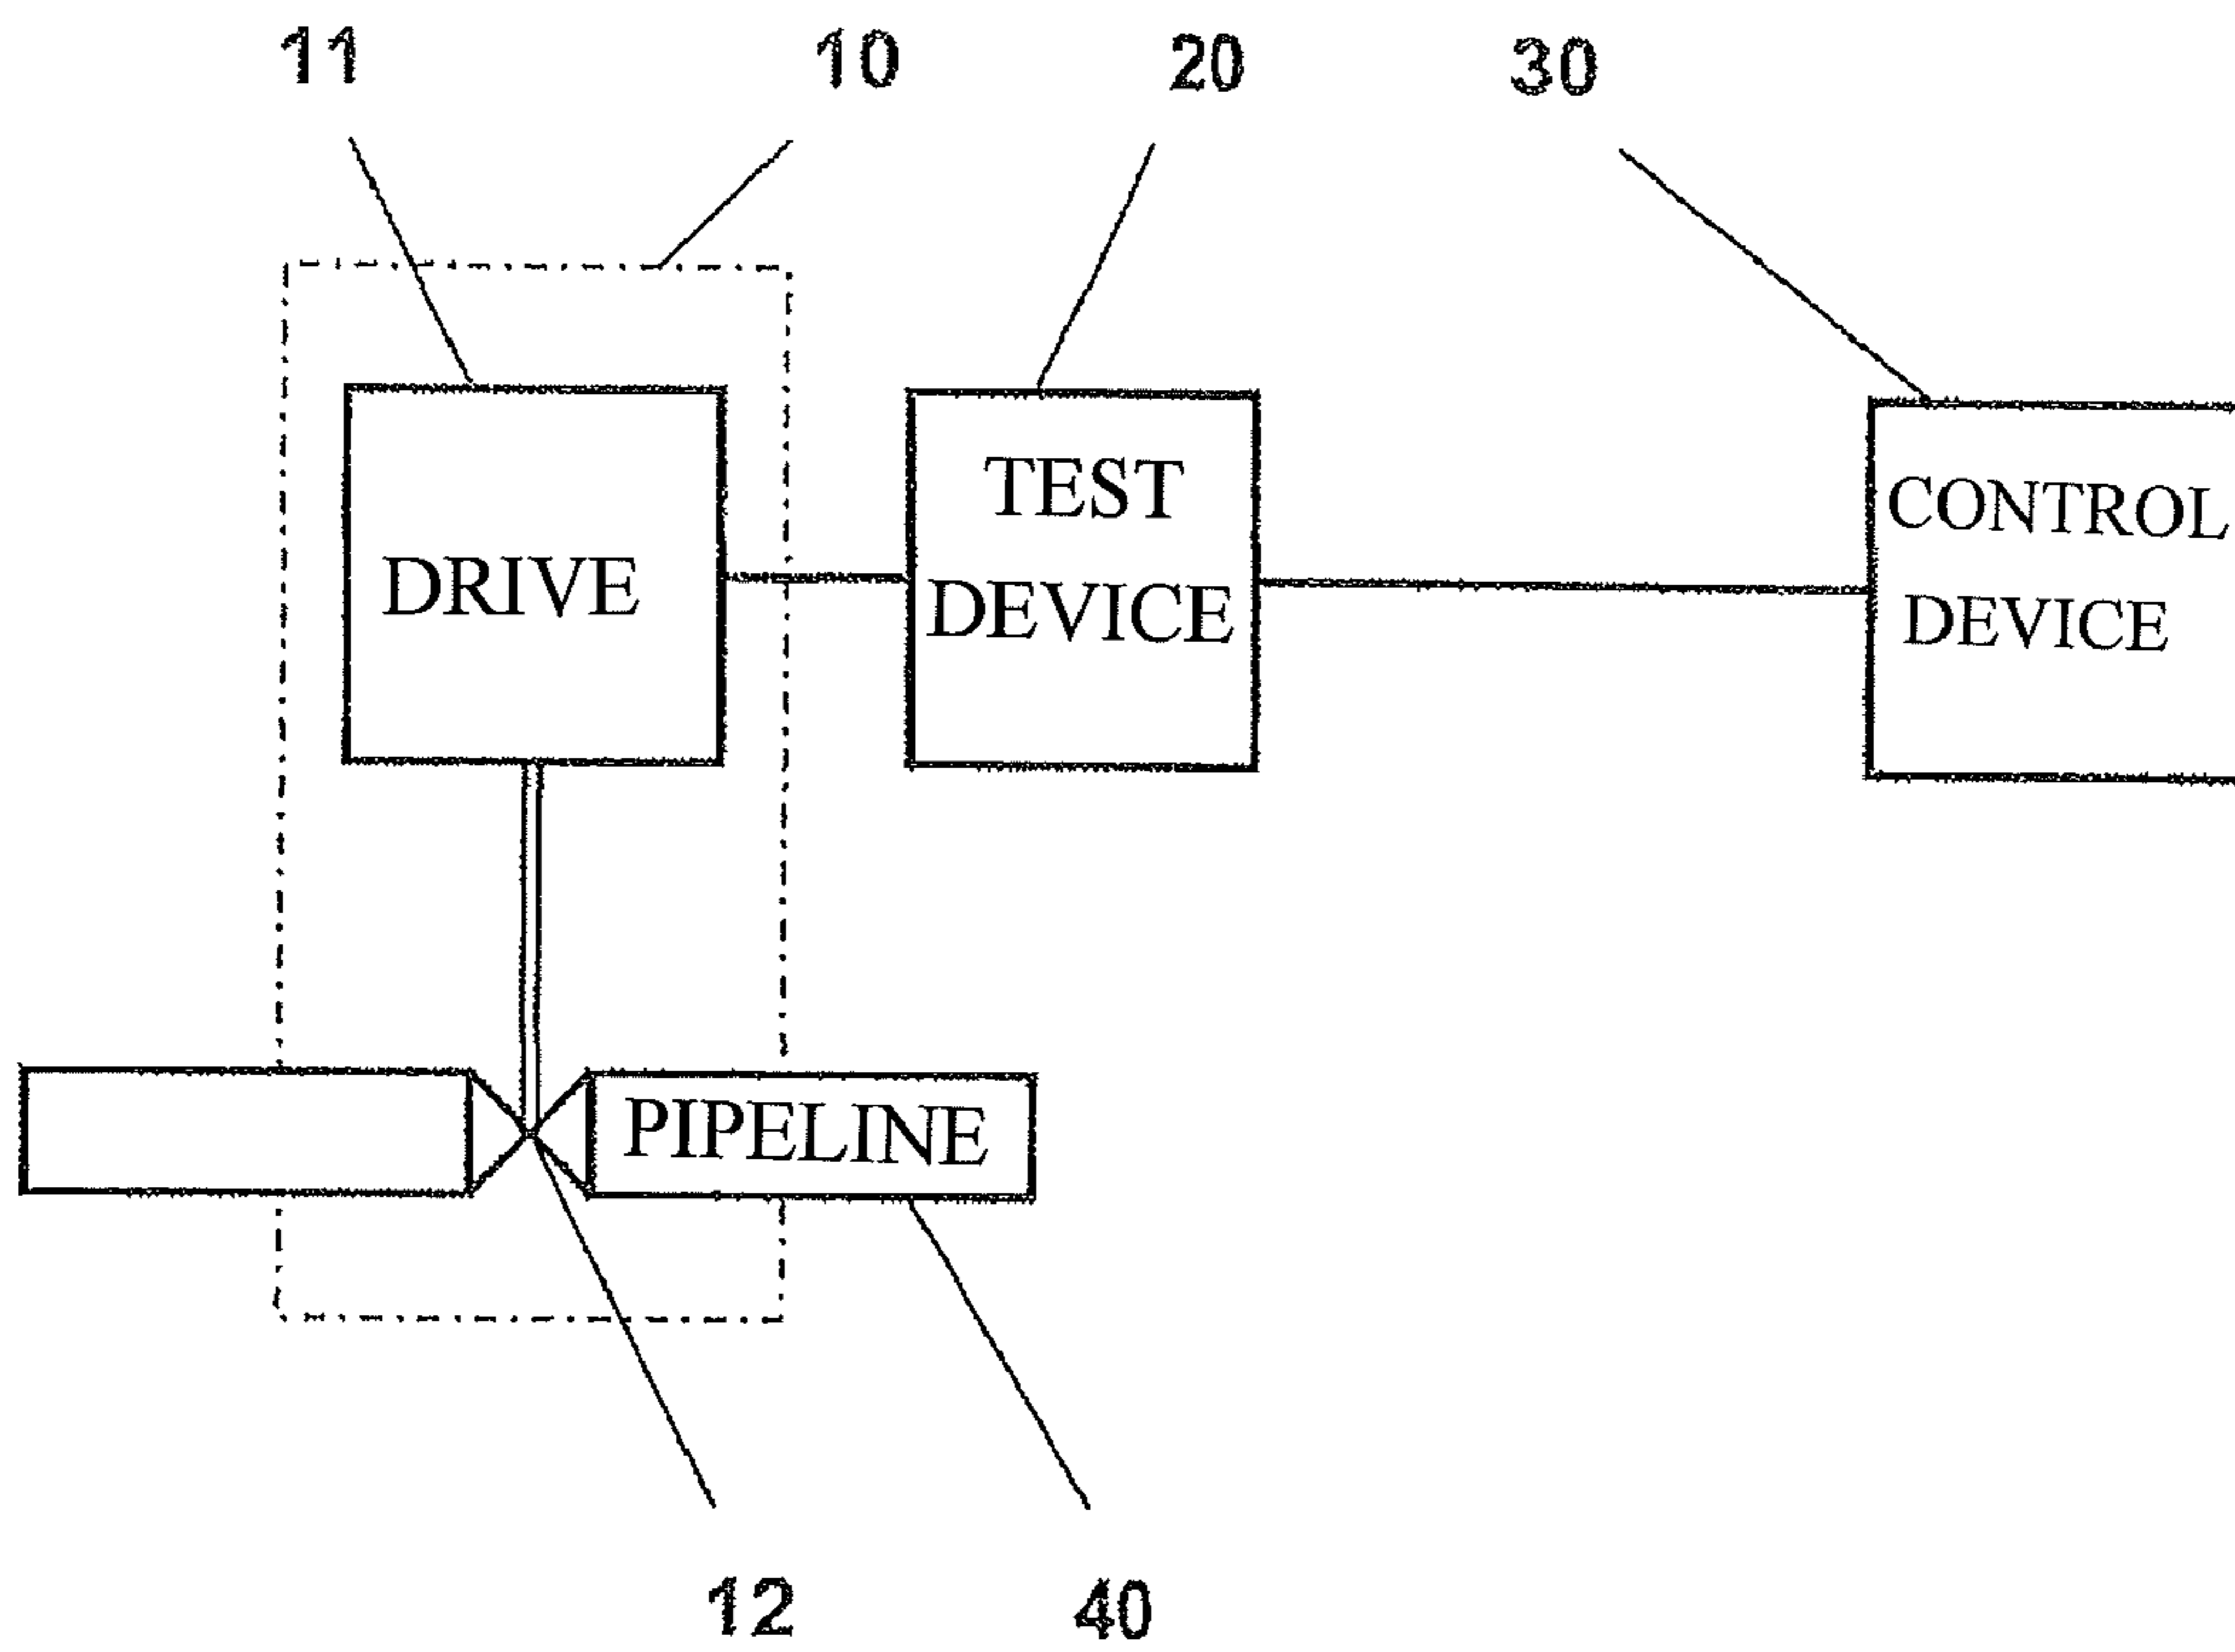 11
10
20
30
DRIVE
TEST
DEVICE
CONTROL
DEVICE
PIPELINE
12
40